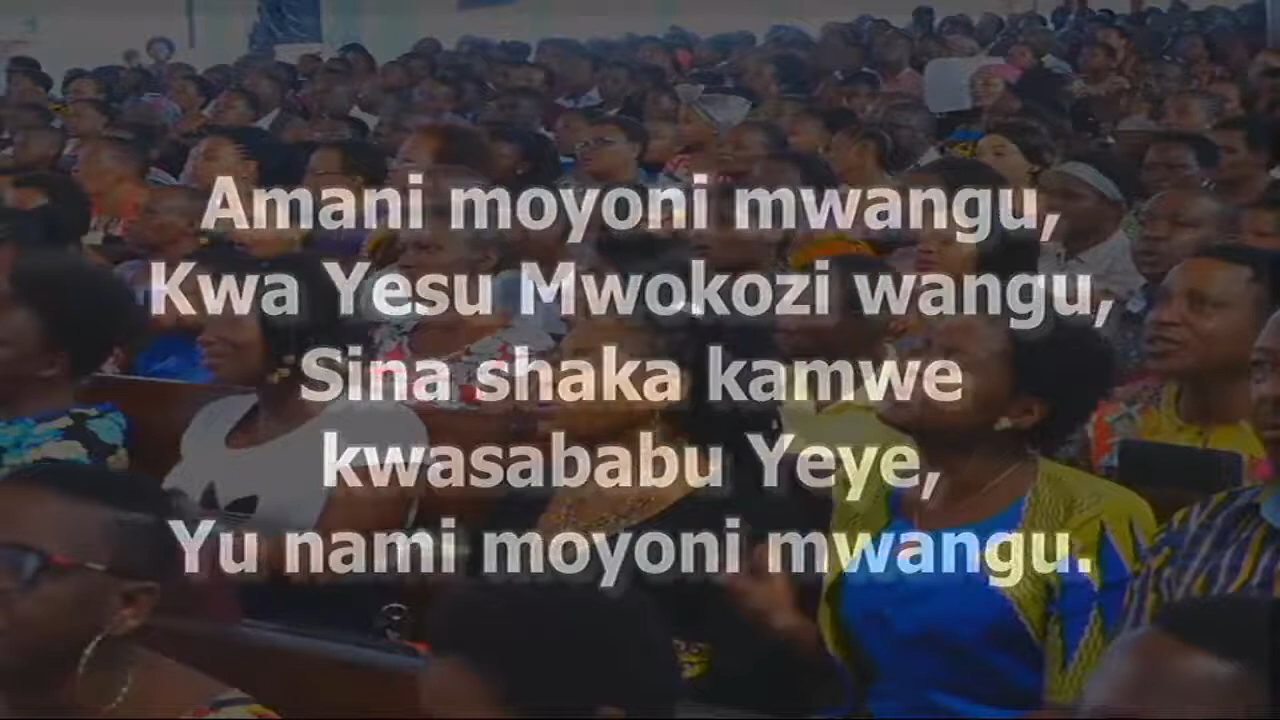 Amani moyoni mwangu,
Kwa Yesu Mwokozi wangu,
Sina shaka kamwe
kwasababu Yeye,
Yu nami moyoni mwangu.